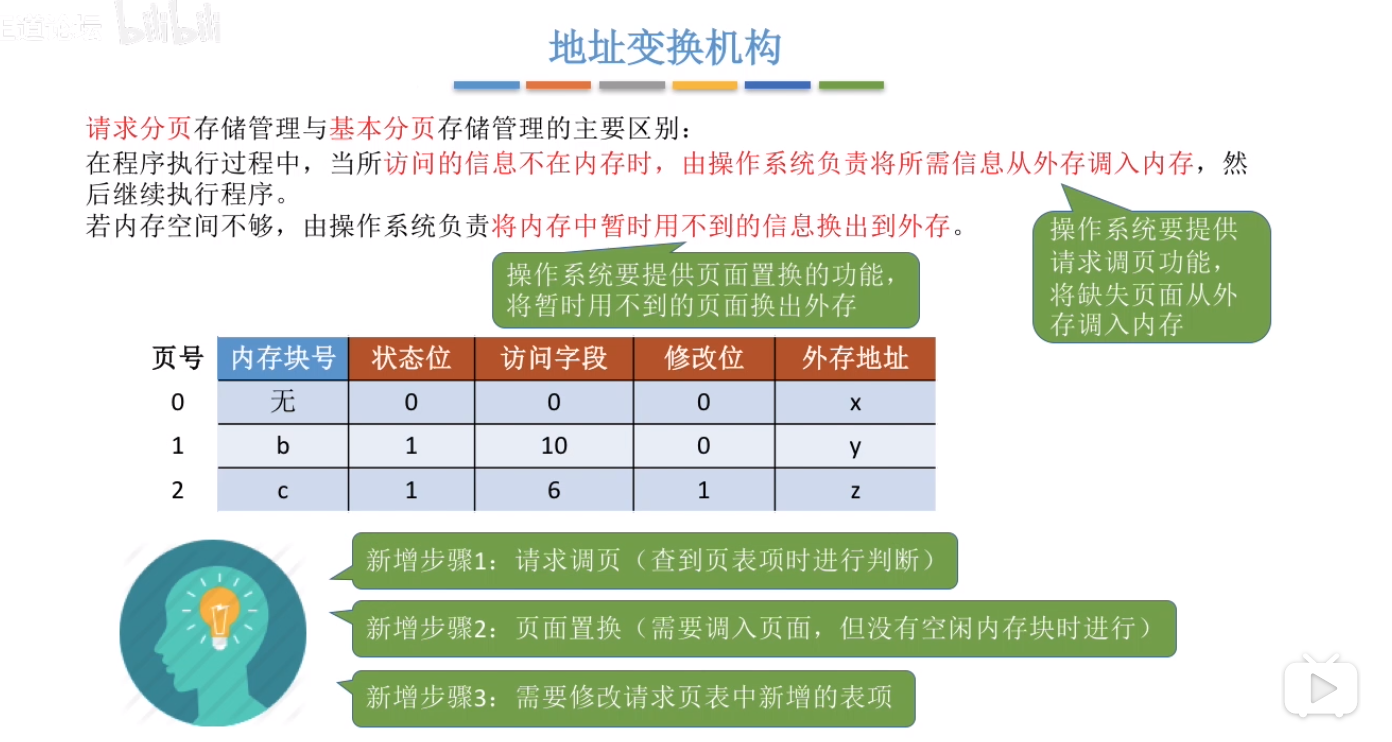 bilibili
地址变换机构
请求分页存储管理与基本分页存储管理的主要区别：
在程序执行过程中，当所访问的信息不在内存时，由操作系统负责将所需信息从外存调入内存，然
后继续执行程序。
若内存空间不够，由操作系统负责将内存中暂时用不到的信息换出到外存。
操作系统要提供
请求调页功能，
将缺失页面从外
存调入内存
操作系统要提供页面置换的功能，
将暂时用不到的页面换出外存
页号 内存块号 状态位 访问字段 修改位 外存地址
0 无 0 0 0 x
1 b 1 10 0 y
2 c 1 6 1 z
新增步骤1：请求调页（查到页表项时进行判断）
新增步骤2：页面置换（需要调入页面，但没有空闲内存块时进行）
新增步骤3：需要修改请求页表中新增的表项